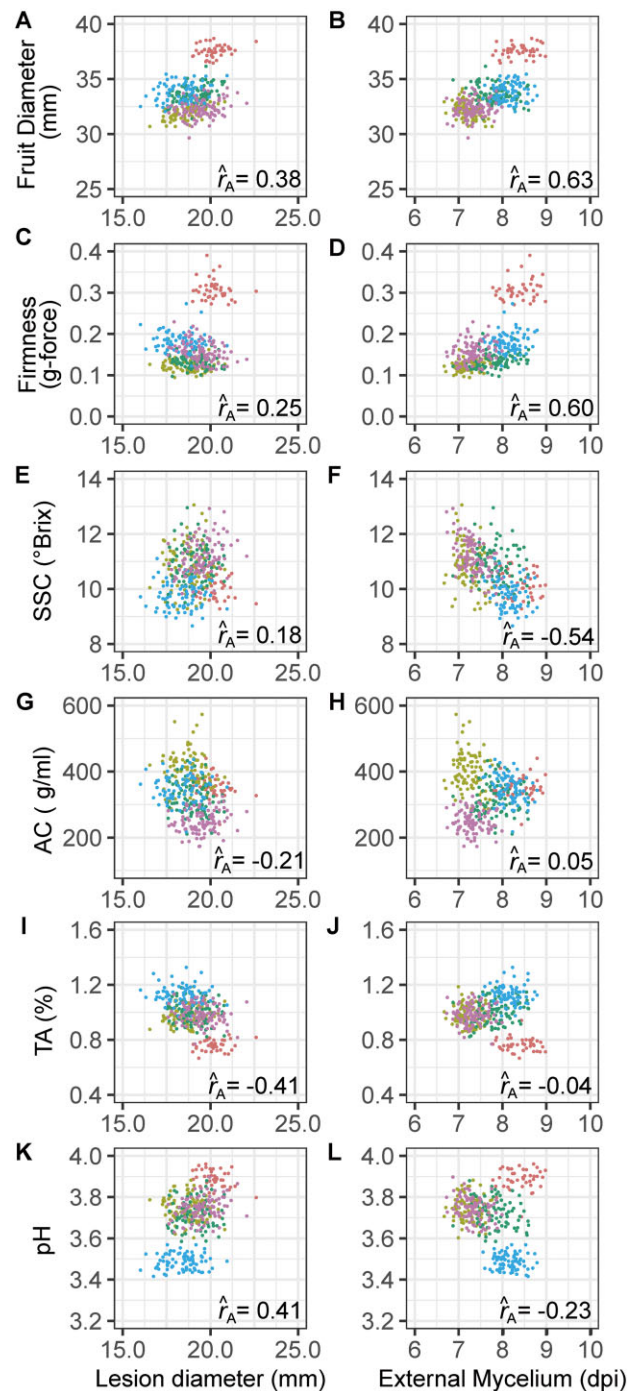 A B
40 40
35 35
30 30
25 25
Fruit Diameter
(mm)
r̂A= 0.38 r̂A= 0.63
15.0 20.0 25.0 6 7 8 9 10
C D
0.4 0.4
0.3 0.3
0.2 0.2
0.1 0.1
0.0 0.0
Firmness
(g-force)
r̂A= 0.25 r̂A= 0.60
15.0 20.0 25.0 6 7 8 9 10
E F
14 14
12 12
10 10
8 8
SSC (°Brix)
r̂A= 0.18 r̂A= -0.54
15.0 20.0 25.0 6 7 8 9 10
G H
600 600
400 400
200 200
AC ( g/ml)
r̂A= -0.21 r̂A= 0.05
15.0 20.0 25.0 6 7 8 9 10
I J
1.6 1.6
1.2 1.2
0.8 0.8
0.4 0.4
TA (%)
r̂A= -0.41 r̂A= -0.04
15.0 20.0 25.0 6 7 8 9 10
K L
4.0 4.0
3.8 3.8
3.6 3.6
3.4 3.4
3.2 3.2
pH
r̂A= 0.41 r̂A= -0.23
15.0 20.0 25.0 6 7 8 9 10
Lesion diameter (mm) External Mycelium (dpi)